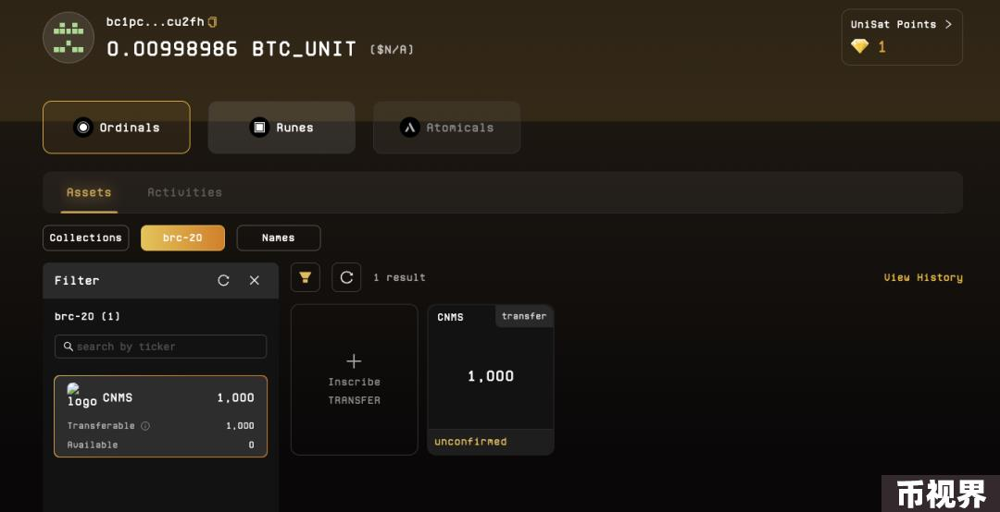 bc1pc...cu2fh
0.00998986 BTC_UNIT ($N/A)
UniSat Points >
1
Ordinals
Runes
Atomicals
Assets
Activities
Collections
brc-20
Names
Filter
1 result
View History
brc-20 (1)
search by ticker
logo CNMS 1,000
Transferable 1,000
Available 0
+
Inscribe
TRANSFER
CNMS transfer
1,000
unconfirmed
币视界